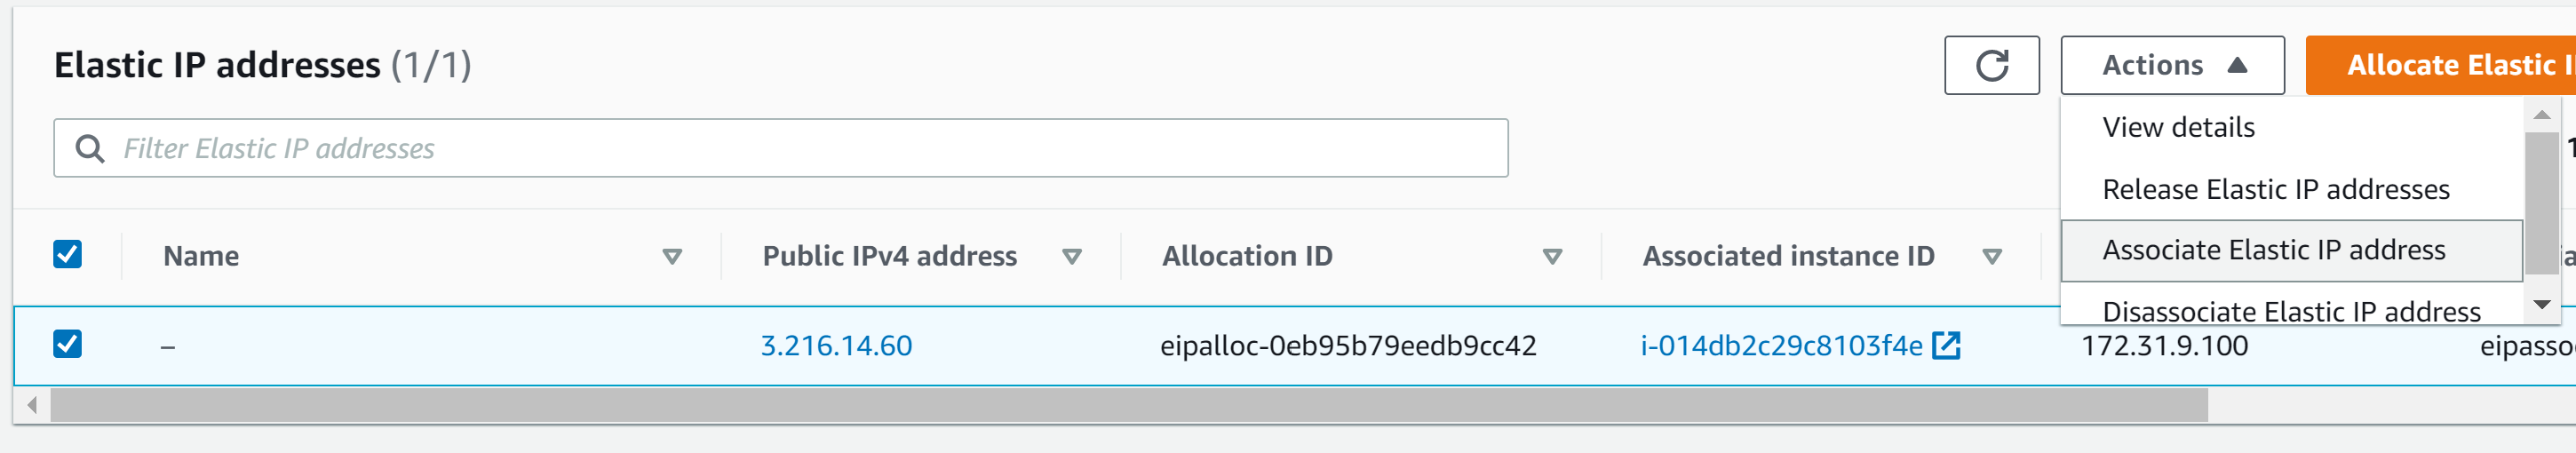 Elastic IP addresses (1/1)
Actions
Allocate Elastic
Filter Elastic IP addresses
View details
Release Elastic IP addresses
Associate Elastic IP address
Disassociate Elastic IP address
Name
Public IPv4 address
Allocation ID
Associated instance ID
–
3.216.14.60
eipalloc-0eb95b79eedb9cc42
i-014db2c29c8103f4e
172.31.9.100
eipasso